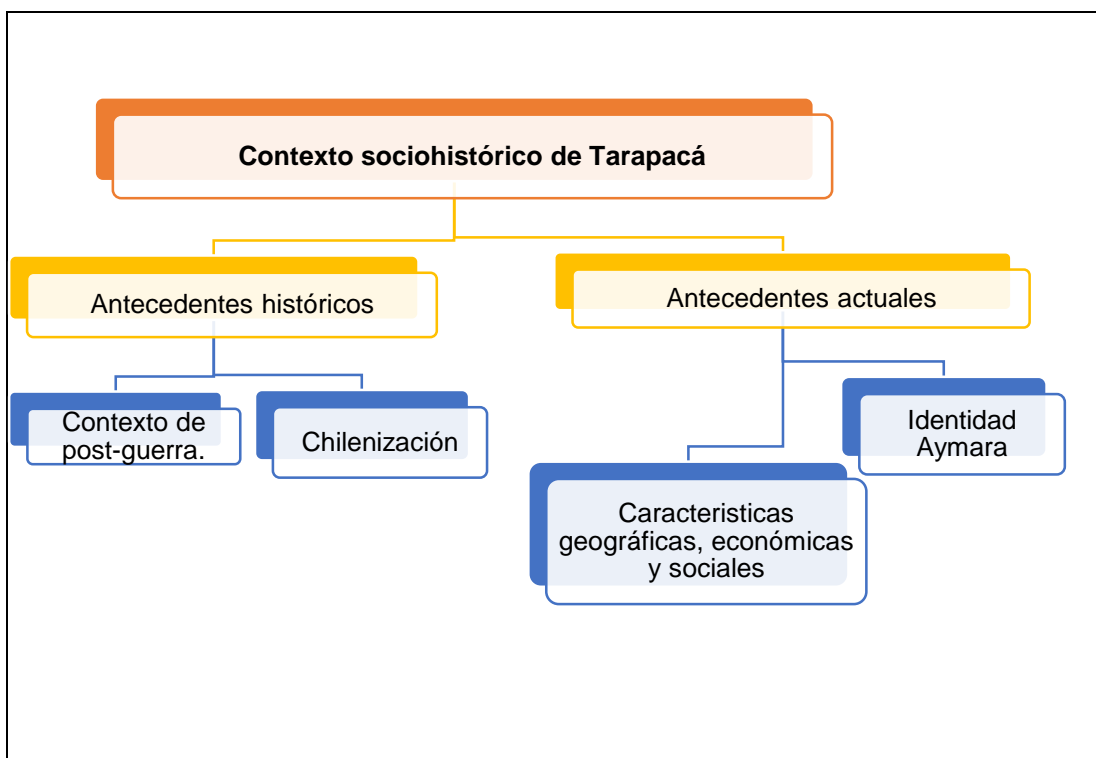 Contexto sociohistórico de Tarapacá
Antecedentes históricos
Antecedentes actuales
Contexto de
post-guerra.
Chilenización
Caracteristicas
geográficas, económicas
y sociales
Identidad
Aymara